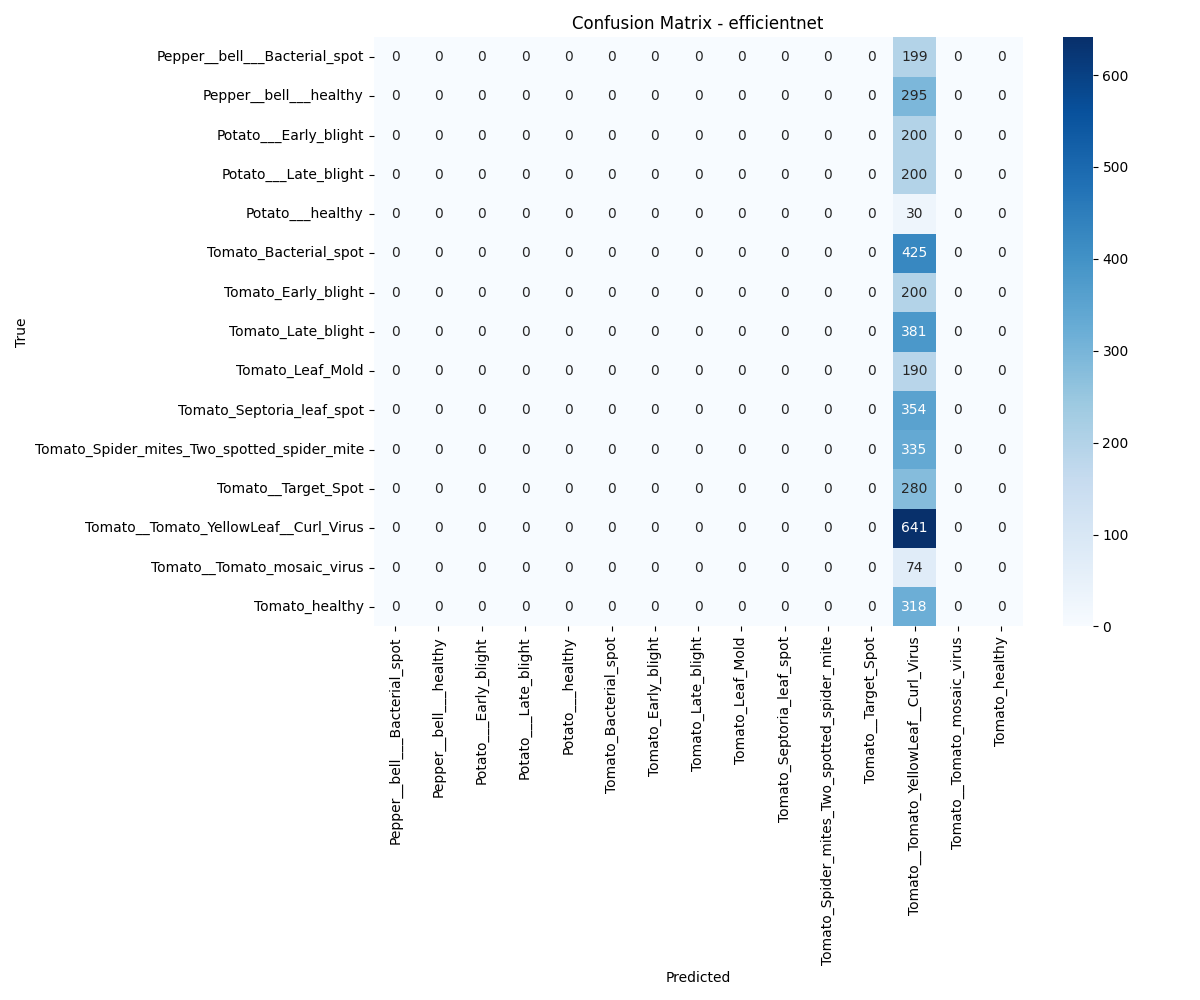 Confusion Matrix - efficientnet
Pepper__bell___Bacterial_spot 0 0 0 0 0 0 0 0 0 0 0 0 199 0 0
Pepper__bell___healthy 0 0 0 0 0 0 0 0 0 0 0 0 295 0 0
Potato___Early_blight 0 0 0 0 0 0 0 0 0 0 0 0 200 0 0
Potato___Late_blight 0 0 0 0 0 0 0 0 0 0 0 0 200 0 0
Potato___healthy 0 0 0 0 0 0 0 0 0 0 0 0 30 0 0
Tomato_Bacterial_spot 0 0 0 0 0 0 0 0 0 0 0 0 425 0 0
Tomato_Early_blight 0 0 0 0 0 0 0 0 0 0 0 0 200 0 0
Tomato_Late_blight 0 0 0 0 0 0 0 0 0 0 0 0 381 0 0
Tomato_Leaf_Mold 0 0 0 0 0 0 0 0 0 0 0 0 190 0 0
Tomato_Septoria_leaf_spot 0 0 0 0 0 0 0 0 0 0 0 0 354 0 0
Tomato_Spider_mites_Two_spotted_spider_mite 0 0 0 0 0 0 0 0 0 0 0 0 335 0 0
Tomato__Target_Spot 0 0 0 0 0 0 0 0 0 0 0 0 280 0 0
Tomato__Tomato_YellowLeaf__Curl_Virus 0 0 0 0 0 0 0 0 0 0 0 0 641 0 0
Tomato__Tomato_mosaic_virus 0 0 0 0 0 0 0 0 0 0 0 0 74 0 0
Tomato_healthy 0 0 0 0 0 0 0 0 0 0 0 0 318 0 0
True
Pepper__bell___Bacterial_spot
Pepper__bell___healthy
Potato___Early_blight
Potato___Late_blight
Potato___healthy
Tomato_Bacterial_spot
Tomato_Early_blight
Tomato_Late_blight
Tomato_Leaf_Mold
Tomato_Septoria_leaf_spot
Tomato_Spider_mites_Two_spotted_spider_mite
Tomato__Target_Spot
Tomato__Tomato_YellowLeaf__Curl_Virus
Tomato__Tomato_mosaic_virus
Tomato_healthy
Predicted
600
500
400
300
200
100
0